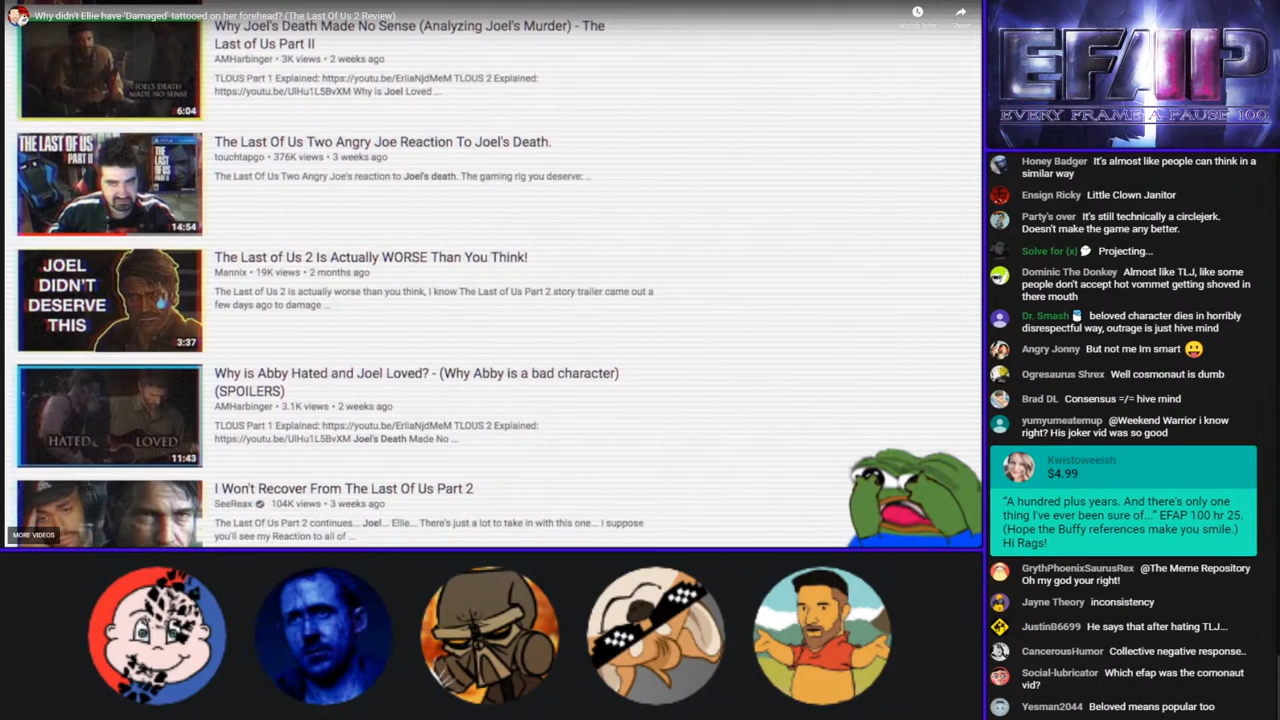 Why didn't Ellie have 'Damaged' tattooed on her forehead? (The Last Of Us 2 Review)
Watch later
Share
Why Joel's Death Made No Sense (Analyzing Joel's Murder) - The
Last of Us Part II
AMHarbinger • 3K views • 2 weeks ago
TLOUS Part 1 Explained: https://youtu.be/ErliaNjdMeM TLOUS 2 Explained:
https://youtu.be/UlHu1L5BvXM Why is Joel Loved ...
JOEL'S DEATH
MADE NO SENSE
6:04
THE LAST OF US
PART II
The Last Of Us Two Angry Joe Reaction To Joel's Death.
touchtapgo • 376K views • 3 weeks ago
The Last Of Us Two Angry Joe's reaction to Joel's death. The gaming rig you deserve: ...
14:54
JOEL
DIDN'T
DESERVE
THIS
3:37
The Last of Us 2 Is Actually WORSE Than You Think!
Mannix • 19K views • 2 months ago
The Last of Us 2 is actually worse than you think, I know The Last of Us Part 2 story trailer came out a
few days ago to damage ...
Why is Abby Hated and Joel Loved? - (Why Abby is a bad character)
(SPOILERS)
AMHarbinger • 3.1K views • 2 weeks ago
TLOUS Part 1 Explained: https://youtu.be/ErliaNjdMeM TLOUS 2 Explained:
https://youtu.be/UlHu1L5BvXM Joel's Death Made No ...
HATED
LOVED
11:43
I Won't Recover From The Last Of Us Part 2
SeeReax • 104K views • 3 weeks ago
The Last Of Us Part 2 continues... Joel... Ellie... There's just a lot to take in with this one... I suppose
you'll see my Reaction to all of ...
MORE VIDEOS
EFAP
EVERY FRAME A PAUSE 100
Honey Badger It's almost like people can think in a
similar way
Ensign Ricky Little Clown Janitor
Party's over It's still technically a circlejerk.
Doesn't make the game any better.
Solve for (x) Projecting...
Dominic The Donkey Almost like TLJ, like some
people don't accept hot vommet getting shoved in
there mouth
Dr. Smash beloved character dies in horribly
disrespectful way, outrage is just hive mind
Angry Jonny But not me Im smart
Ogresaurus Shrex Well cosmonaut is dumb
Brad DL Consensus =/= hive mind
yumyumeatemup @Weekend Warrior i know
right? His joker vid was so good
Kwistoweeish
$4.99
"A hundred plus years. And there's only one
thing I've ever been sure of..." EFAP 100 hr 25.
(Hope the Buffy references make you smile.)
Hi Rags!
GrythPhoenixSaurusRex @The Meme Repository
Oh my god your right!
Jayne Theory inconsistency
JustinB6699 He says that after hating TLJ...
CancerousHumor Collective negative response..
Social-lubricator Which efap was the comonaut
vid?
Yesman2044 Beloved means popular too